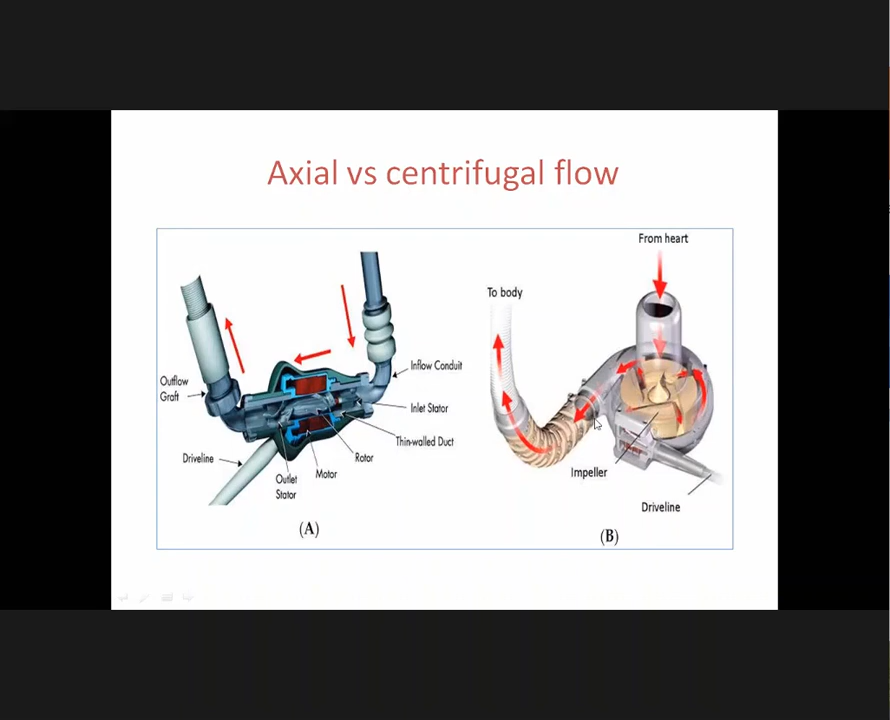 Axial vs centrifugal flow
Outflow
Graft
Driveline
Outlet
Stator
Motor
Rotor
Thin-walled Duct
Inlet Stator
Inflow Conduit
(A)
From heart
To body
Impeller
Driveline
(B)